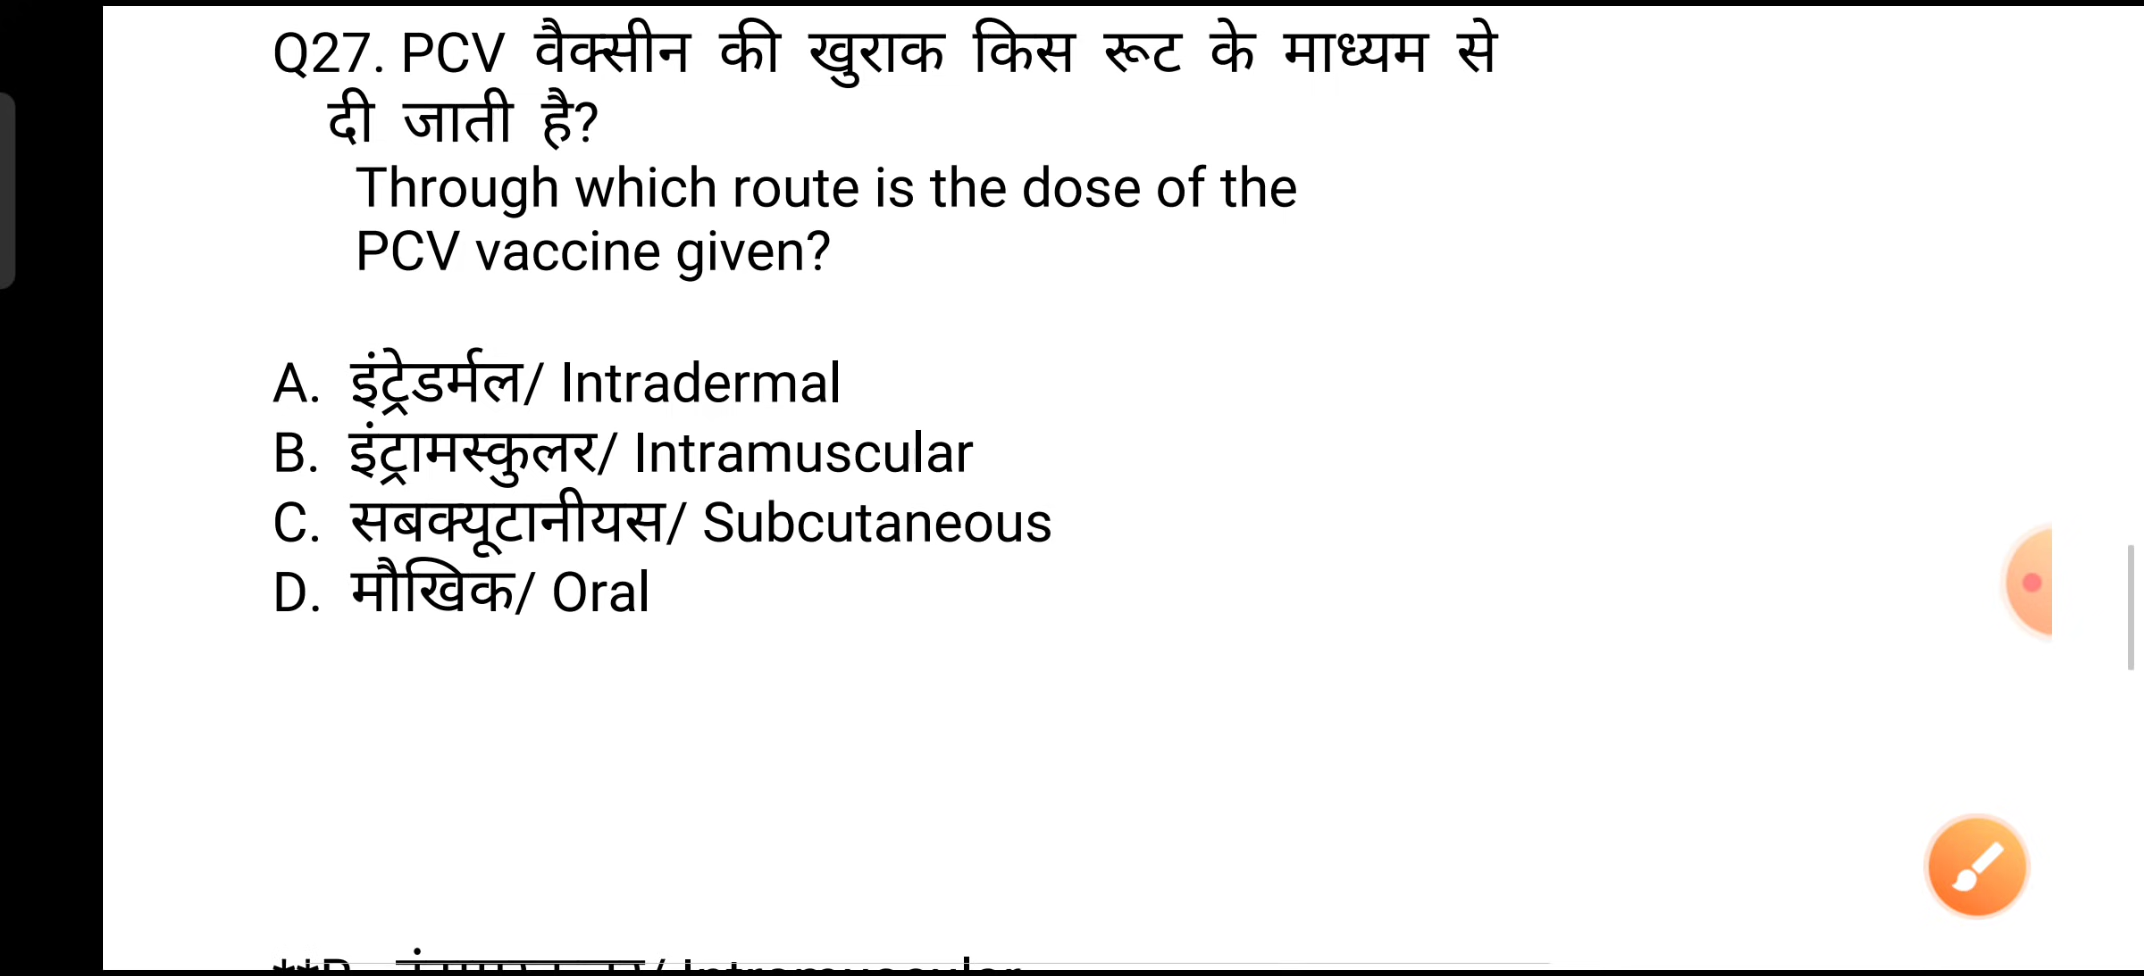 Q27. PCV वैक्सीन की खुराक किस रूट के माध्यम से
दी जाती है?
Through which route is the dose of the
PCV vaccine given?
A. इंट्रेडर्मल/ Intradermal
B. इंट्रामस्कुलर/ Intramuscular
C. सबक्यूटानीयस/ Subcutaneous
D. मौखिक/ Oral